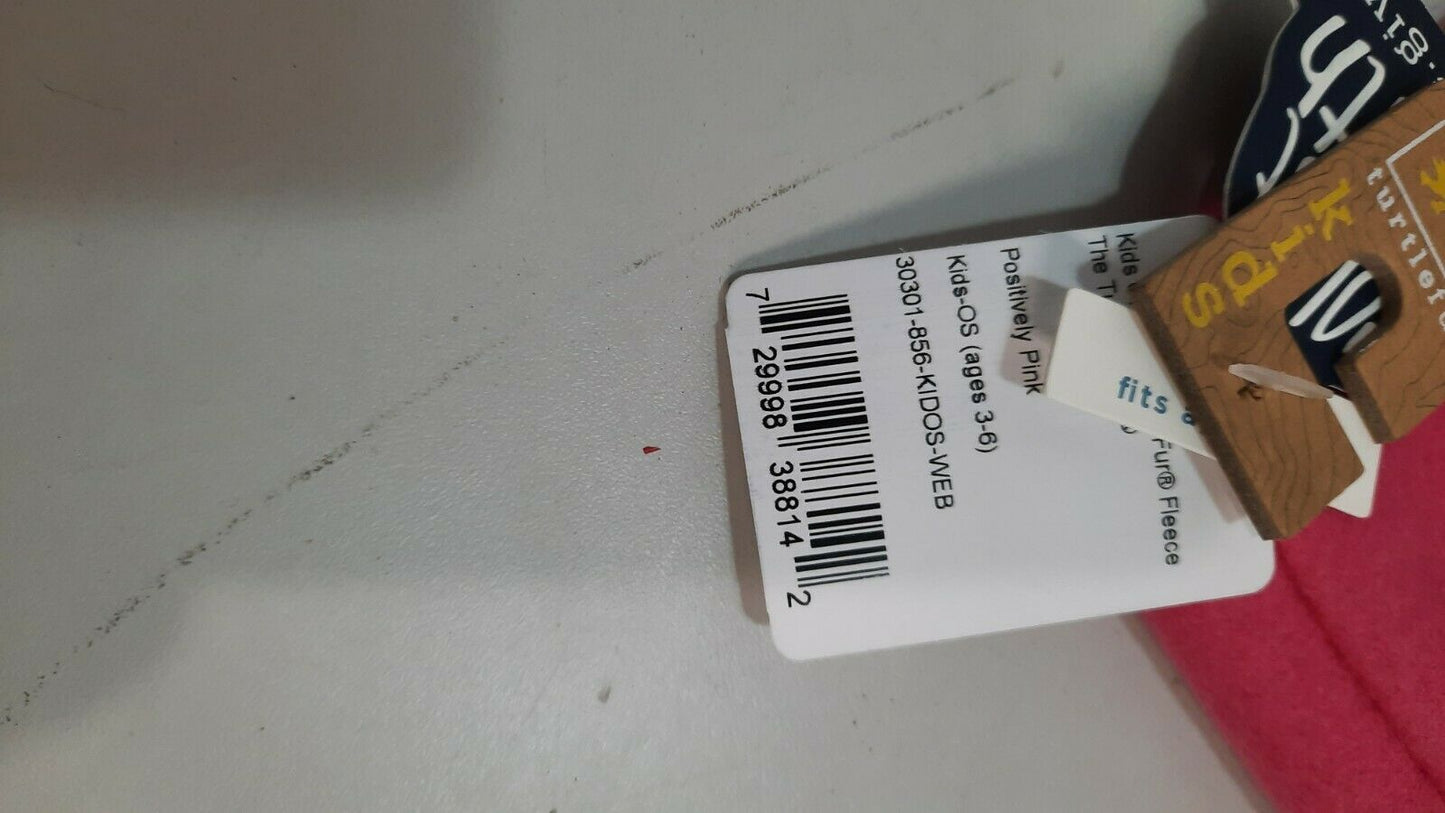 Kids
The
Fur® Fleece
Positively Pink
Kids-OS (ages 3-6)
30301-856-KIDOS-WEB
7 29998 38814 2
fits
kids